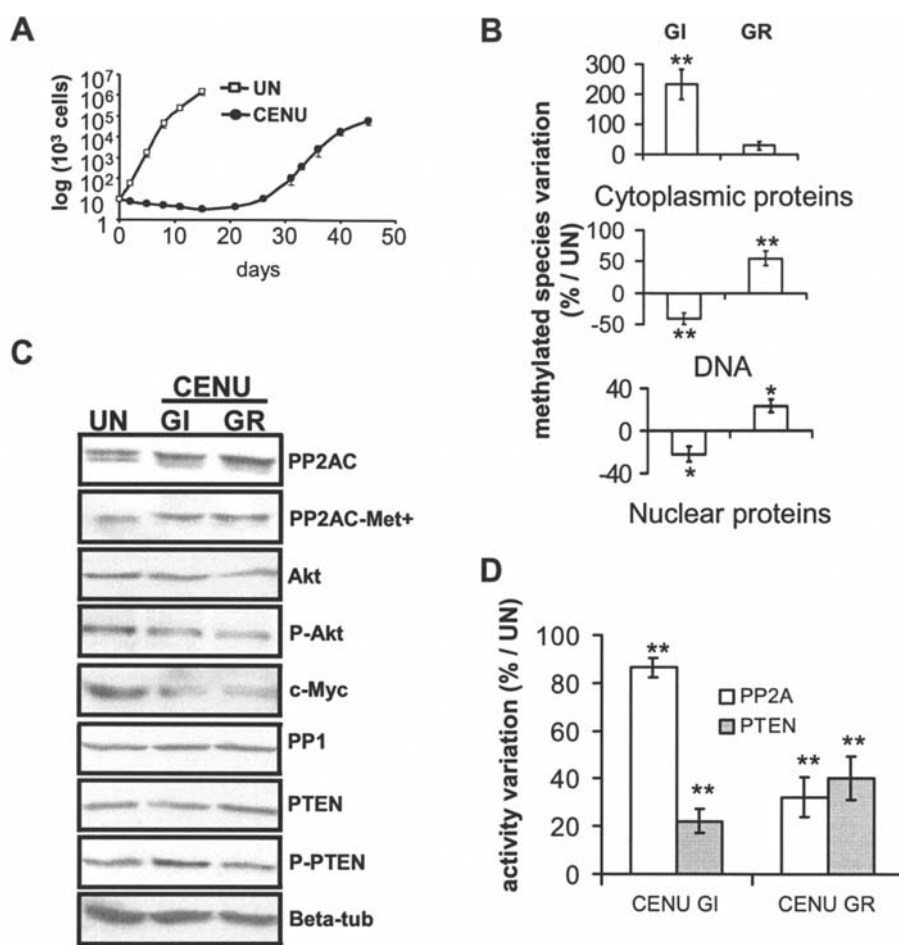 A
log (10³ cells)
10⁶
10⁵
10⁴
10³
10²
10
1
UN
CENU
0 10 20 30 40 50
days
B
GI GR
methylated species variation
(% / UN)
300
200
100
0
**
Cytoplasmic proteins
50
0
-50
**
**
DNA
40
0
-40
*
*
Nuclear proteins
C
CENU
UN GI GR
PP2AC
PP2AC-Met+
Akt
P-Akt
c-Myc
PP1
PTEN
P-PTEN
Beta-tub
D
activity variation (% / UN)
100
80
60
40
20
0
**
**
**
**
PP2A
PTEN
CENU GI CENU GR